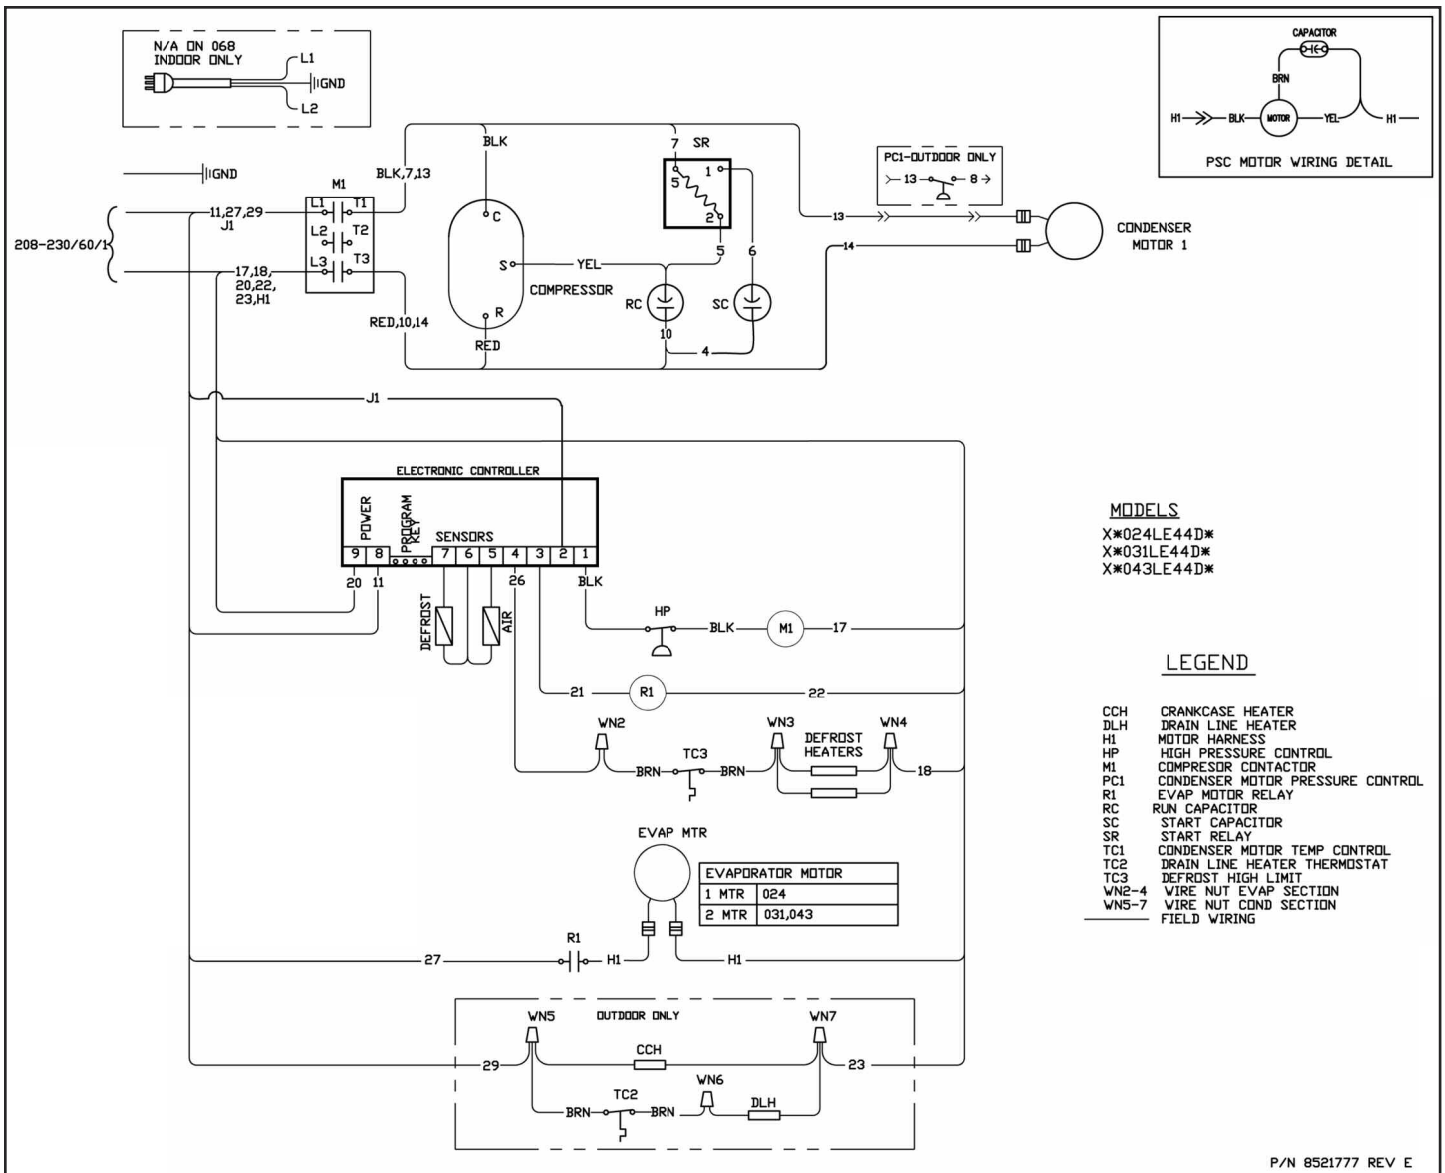 N/A ON 068
INDOOR ONLY
L1
GND
L2
CAPACITOR
BRN
H1
BLK
MOTOR
YEL
H1
PSC MOTOR WIRING DETAIL
GND
M1
BLK,7,13
BLK
7
SR
5
1
2
PC1-OUTDOOR ONLY
13
8
208-230/60/1
11,27,29
J1
L1
T1
L2
T2
L3
T3
17,18,
20,22,
23,H1
RED,10,14
C
S
R
YEL
COMPRESSOR
RED
5
6
RC
SC
10
4
13
14
CONDENSER
MOTOR 1
J1
ELECTRONIC CONTROLLER
POWER
PROGRAM
KEY
SENSORS
9
8
7
6
5
4
3
2
1
20
11
26
BLK
DEFROST
AIR
HP
BLK
M1
17
21
R1
22
WN2
TC3
BRN
BRN
WN3
DEFROST
HEATERS
WN4
18
EVAP MTR
EVAPORATOR MOTOR
1 MTR 024
2 MTR 031,043
27
R1
H1
H1
OUTDOOR ONLY
WN5
WN7
CCH
29
23
TC2
BRN
BRN
WN6
DLH
MODELS
X*024LE44D*
X*031LE44D*
X*043LE44D*
LEGEND
CCH CRANKCASE HEATER
DLH DRAIN LINE HEATER
H1 MOTOR HARNESS
HP HIGH PRESSURE CONTROL
M1 COMPRESOR CONTACTOR
PC1 CONDENSER MOTOR PRESSURE CONTROL
R1 EVAP MOTOR RELAY
RC RUN CAPACITOR
SC START CAPACITOR
SR START RELAY
TC1 CONDENSER MOTOR TEMP CONTROL
TC2 DRAIN LINE HEATER THERMOSTAT
TC3 DEFROST HIGH LIMIT
WN2-4 WIRE NUT EVAP SECTION
WN5-7 WIRE NUT COND SECTION
FIELD WIRING
P/N 8521777 REV E